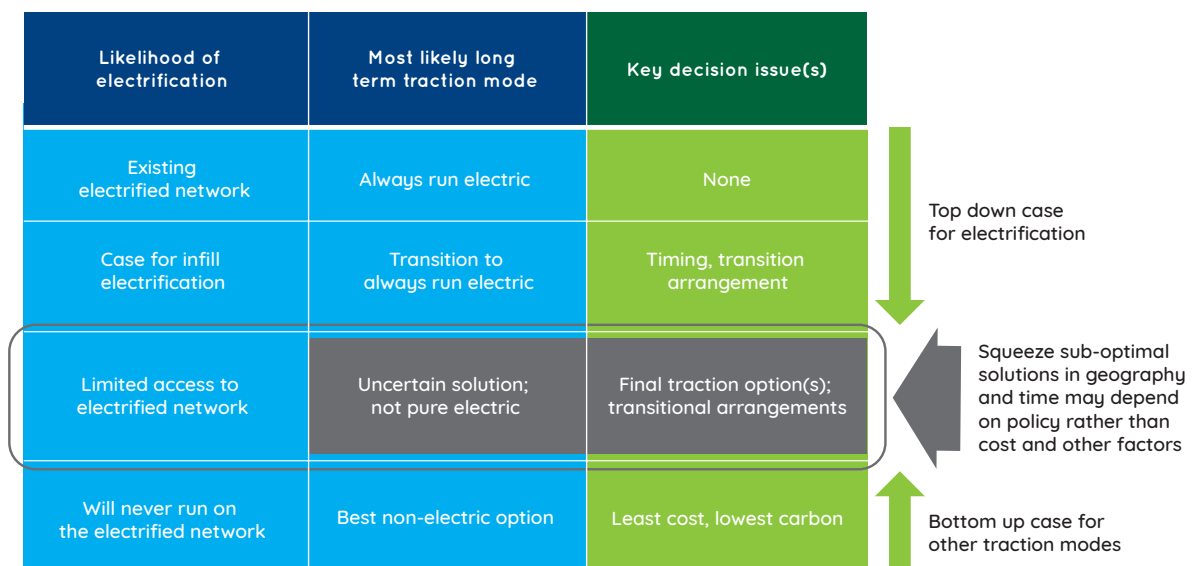 Likelihood of
electrification
Most likely long
term traction mode
Key decision issue(s)
Existing
electrified network
Always run electric
None
Top down case
for electrification
Case for infill
electrification
Transition to
always run electric
Timing, transition
arrangement
Limited access to
electrified network
Uncertain solution;
not pure electric
Final traction option(s);
transitional arrangements
Squeeze sub-optimal
solutions in geography
and time may depend
on policy rather than
cost and other factors
Will never run on
the electrified network
Best non-electric option
Least cost, lowest carbon
Bottom up case for
other traction modes